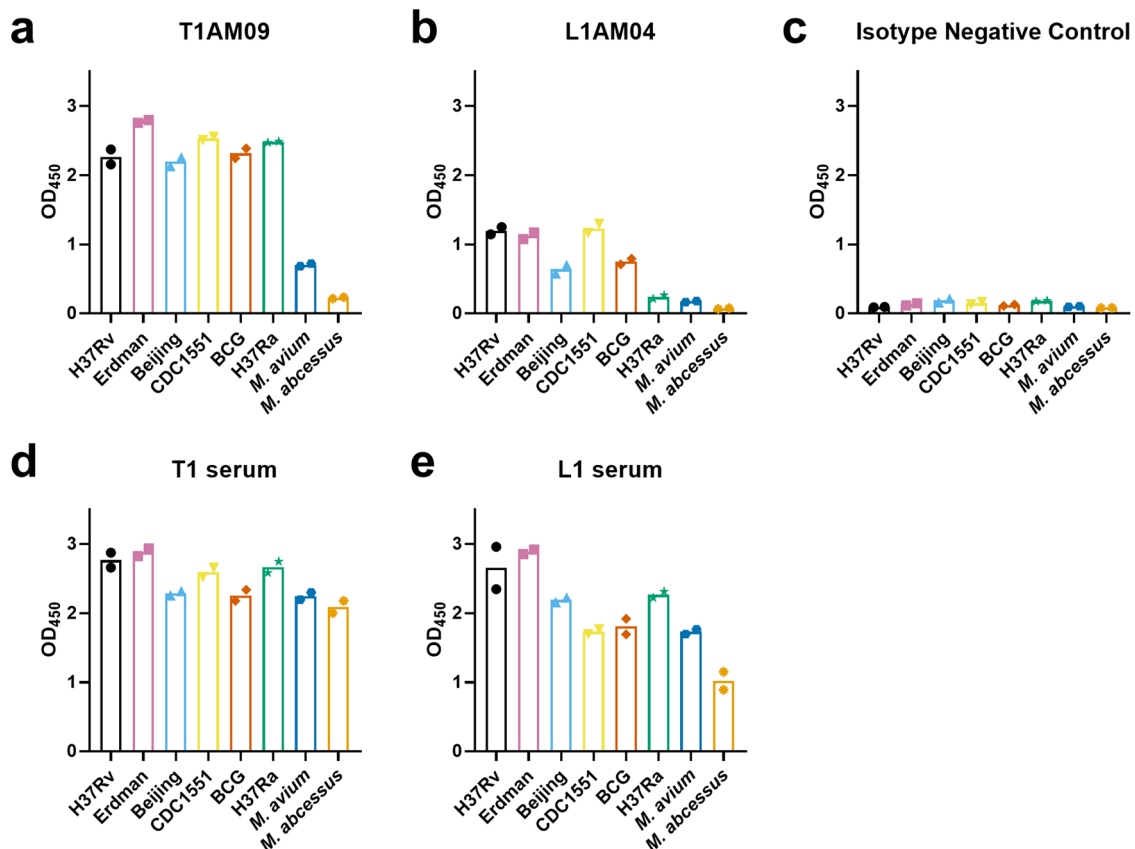 a
T1AM09
OD450
3
2
1
0
H37Rv
Erdman
Beijing
CDC1551
BCG
H37Ra
M. avium
M. abcessus
b
L1AM04
OD450
3
2
1
0
H37Rv
Erdman
Beijing
CDC1551
BCG
H37Ra
M. avium
M. abcessus
c
Isotype Negative Control
OD450
3
2
1
0
H37Rv
Erdman
Beijing
CDC1551
BCG
H37Ra
M. avium
M. abcessus
d
T1 serum
OD450
3
2
1
0
H37Rv
Erdman
Beijing
CDC1551
BCG
H37Ra
M. avium
M. abcessus
e
L1 serum
OD450
3
2
1
0
H37Rv
Erdman
Beijing
CDC1551
BCG
H37Ra
M. avium
M. abcessus